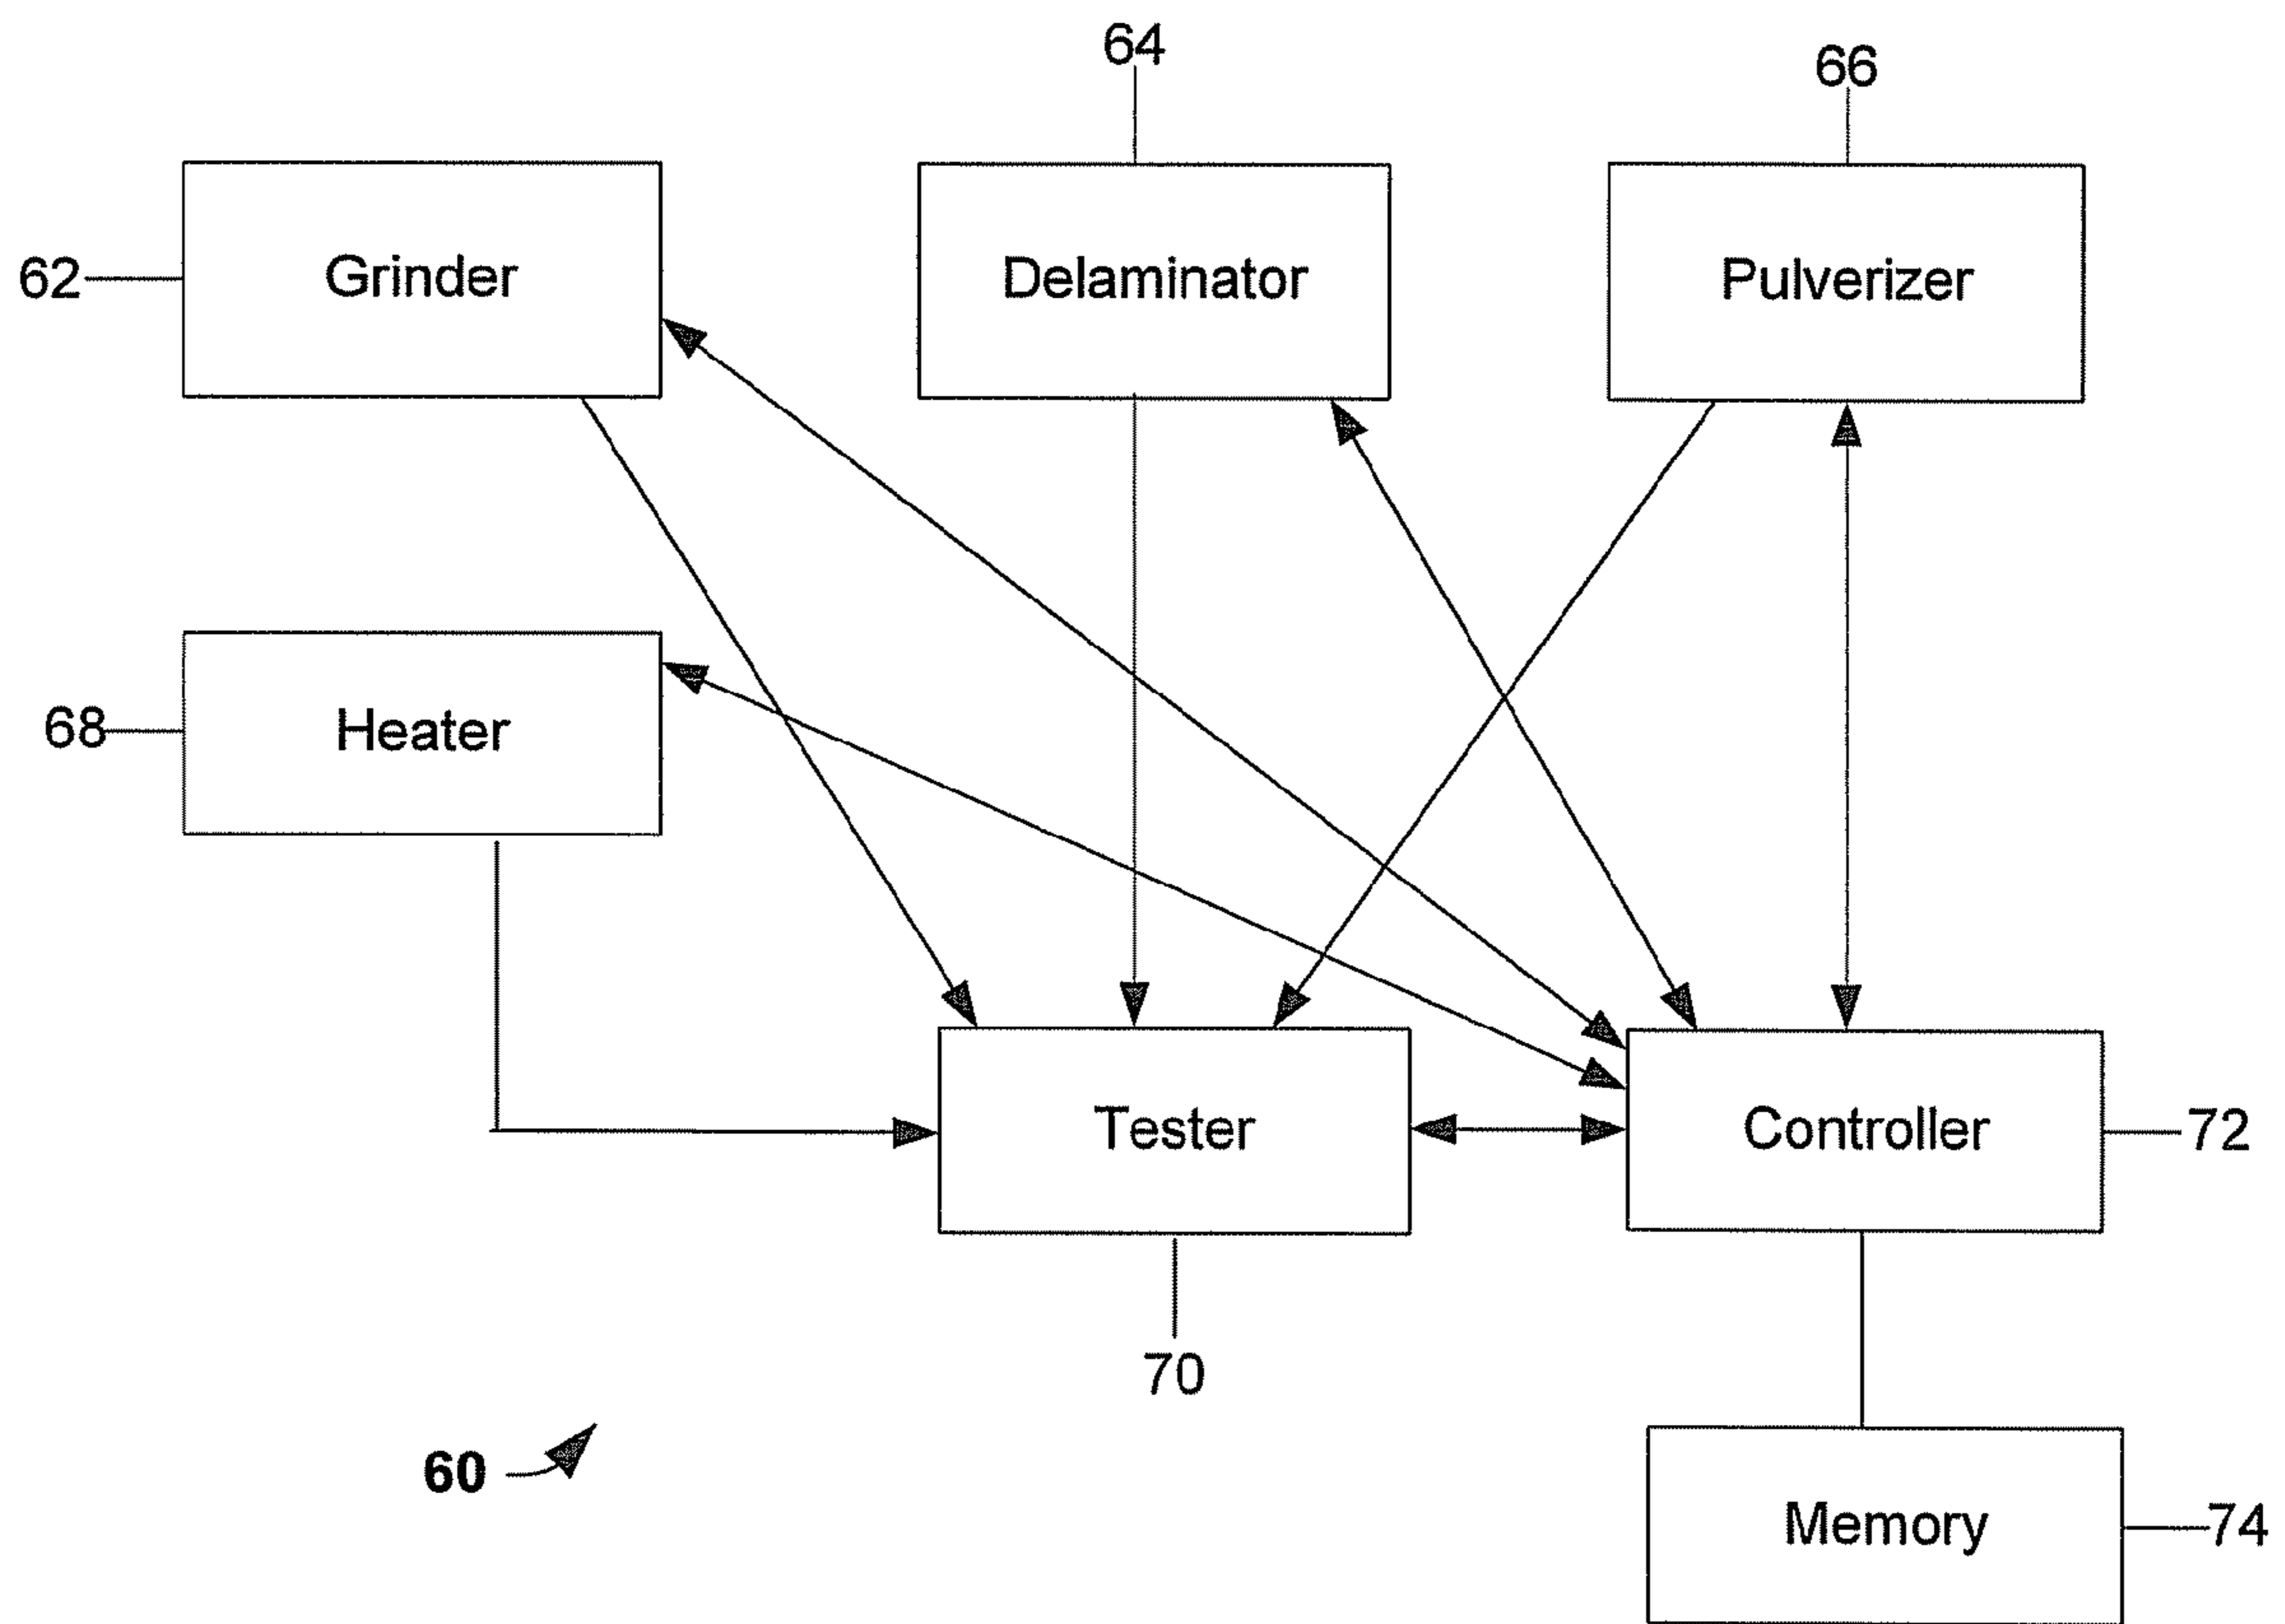 64
66
62
Grinder
Delaminator
Pulverizer
68
Heater
Tester
Controller
72
70
60
Memory
74